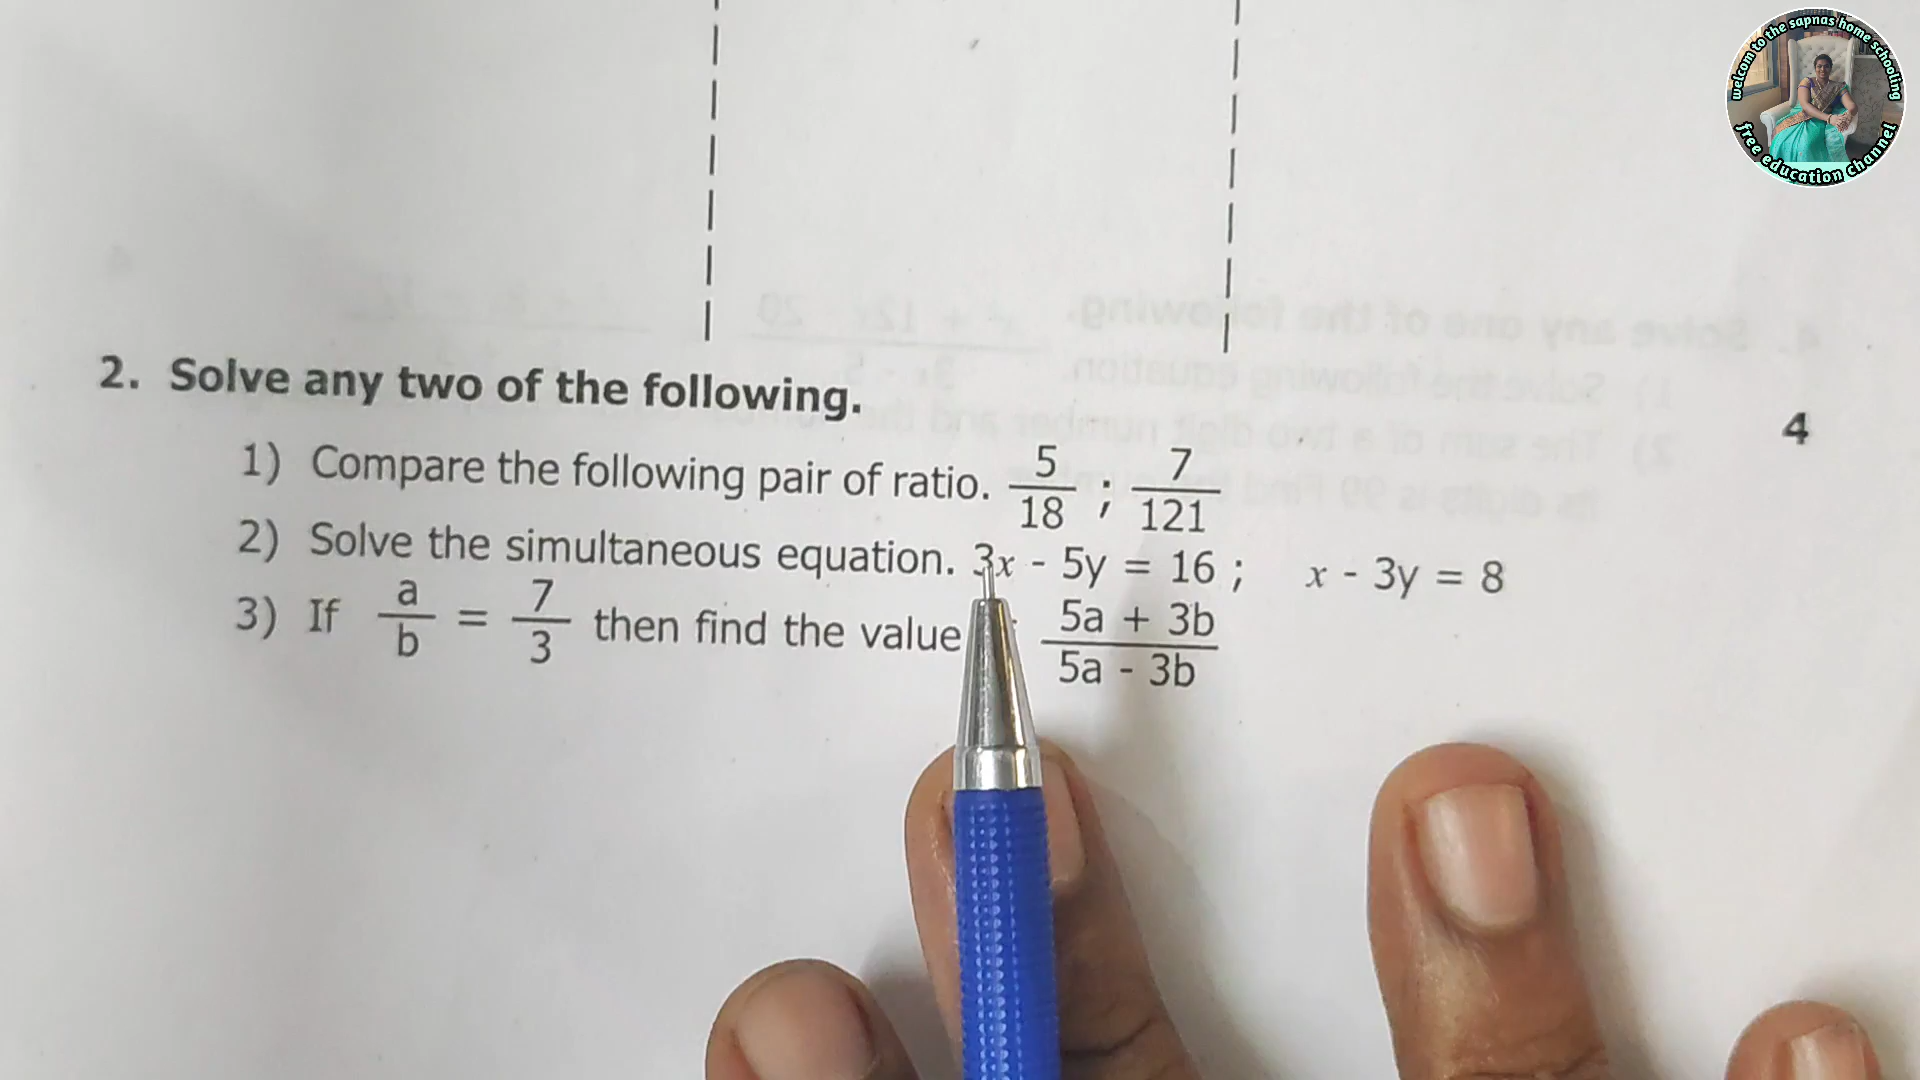 welcom to the sapnas home schooling
free education channel
2. Solve any two of the following. 4
1) Compare the following pair of ratio. 5/18 ; 7/121
2) Solve the simultaneous equation. 3x - 5y = 16 ; x - 3y = 8
3) If a/b = 7/3 then find the value (5a + 3b)/(5a - 3b)